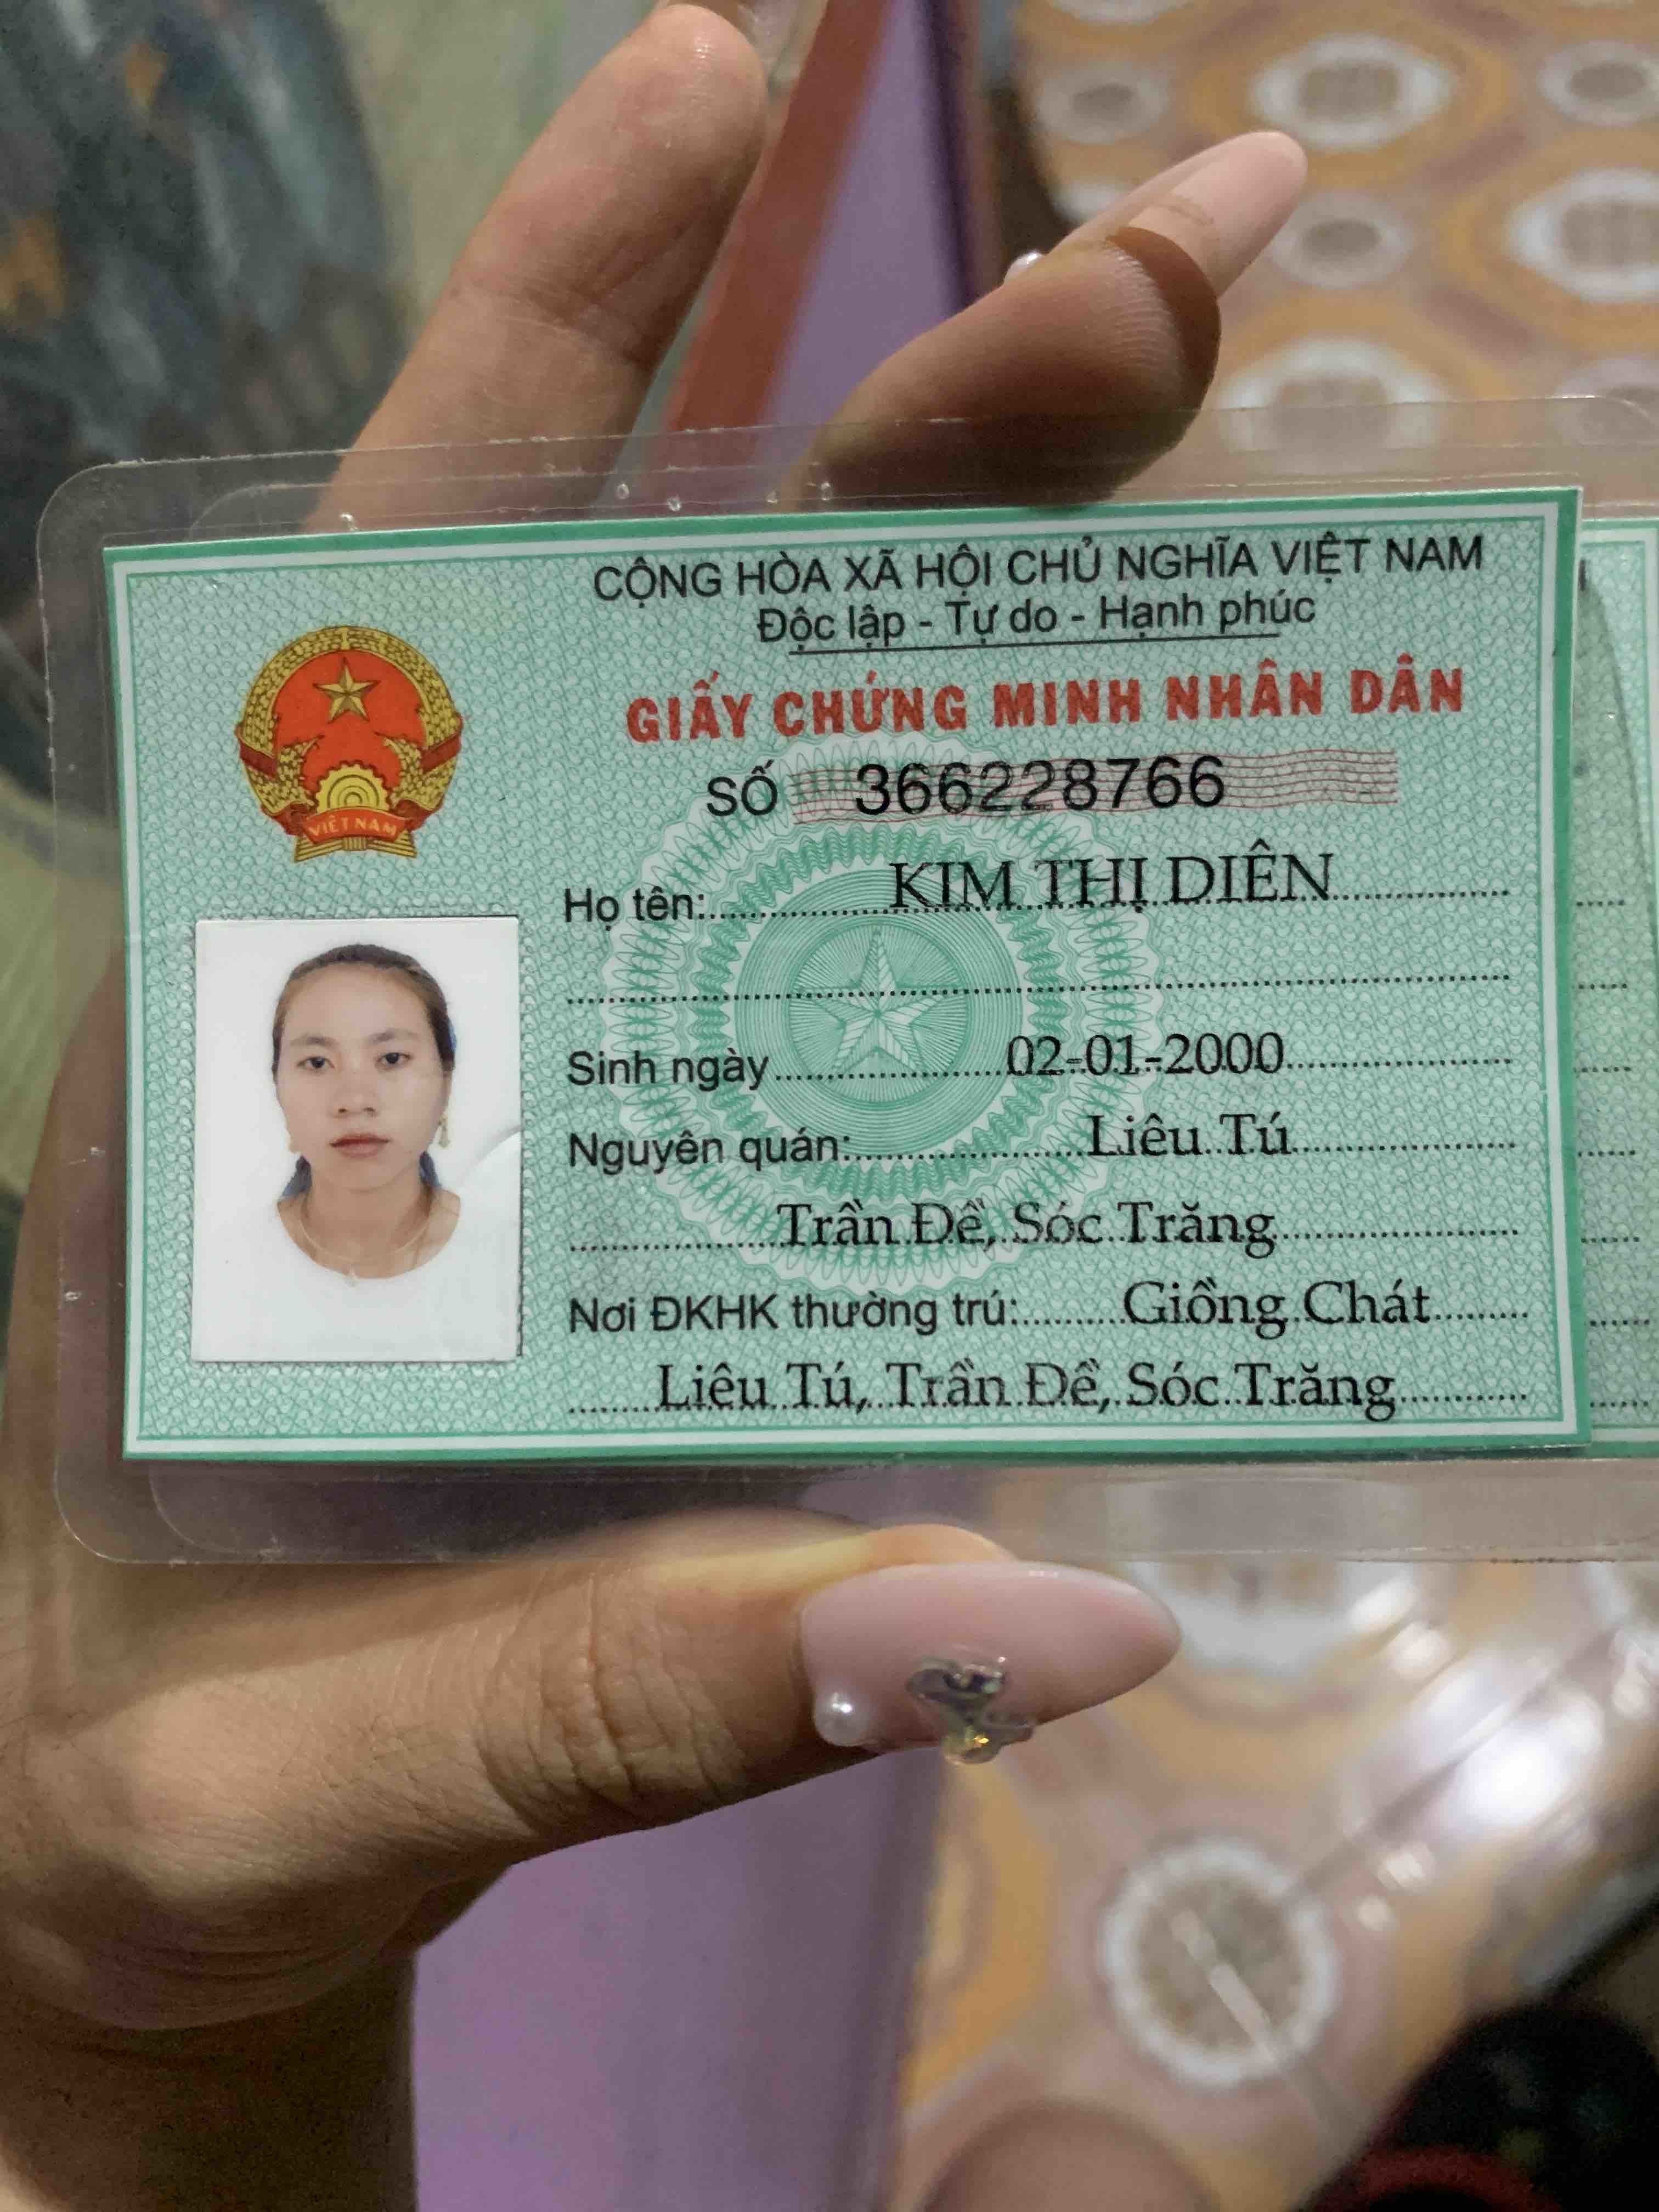 CỘNG HÒA XÃ HỘI CHỦ NGHĨA VIỆT NAM
Độc lập - Tự do - Hạnh phúc
GIẤY CHỨNG MINH NHÂN DÂN
SỐ 366228766
VIỆT NAM
Họ tên: KIM THỊ DIÊN
Sinh ngày 02-01-2000
Nguyên quán: Liêu Tú
Trần Đề, Sóc Trăng
Nơi ĐKHK thường trú: Giồng Chát
Liêu Tú, Trần Đề, Sóc Trăng